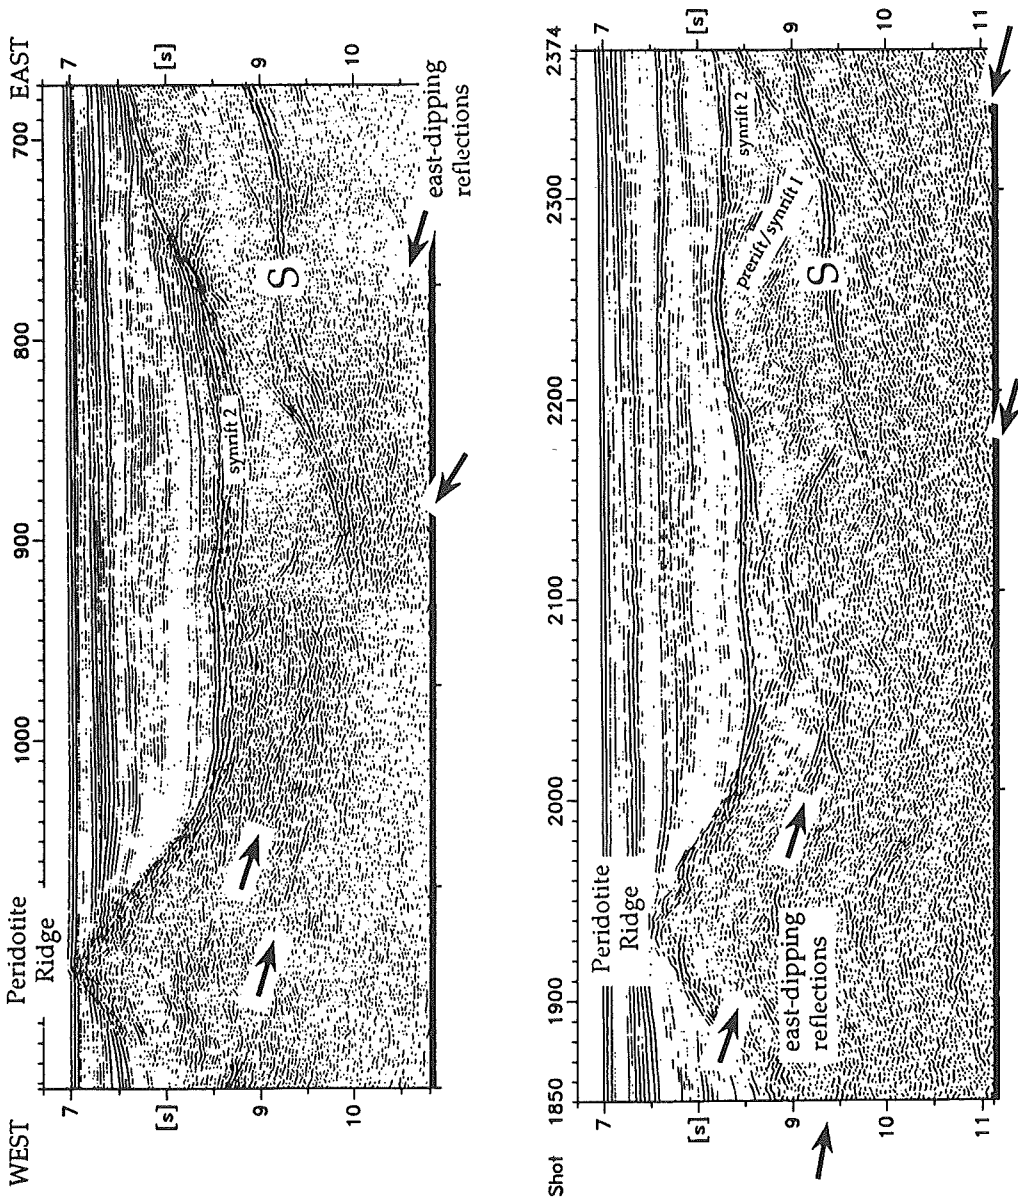 WEST
Peridotite
Ridge
1000 900 800 700
EAST
7 7
[s] [s]
synrift 2
9 S 9
10 10
east-dipping
reflections
Shot 1850 1900 2000 2100 2200 2300 2374
Peridotite
Ridge
7 7
[s] [s]
synrift 2
prerift/synrift 1
9 S 9
east-dipping
reflections
10 10
11 11